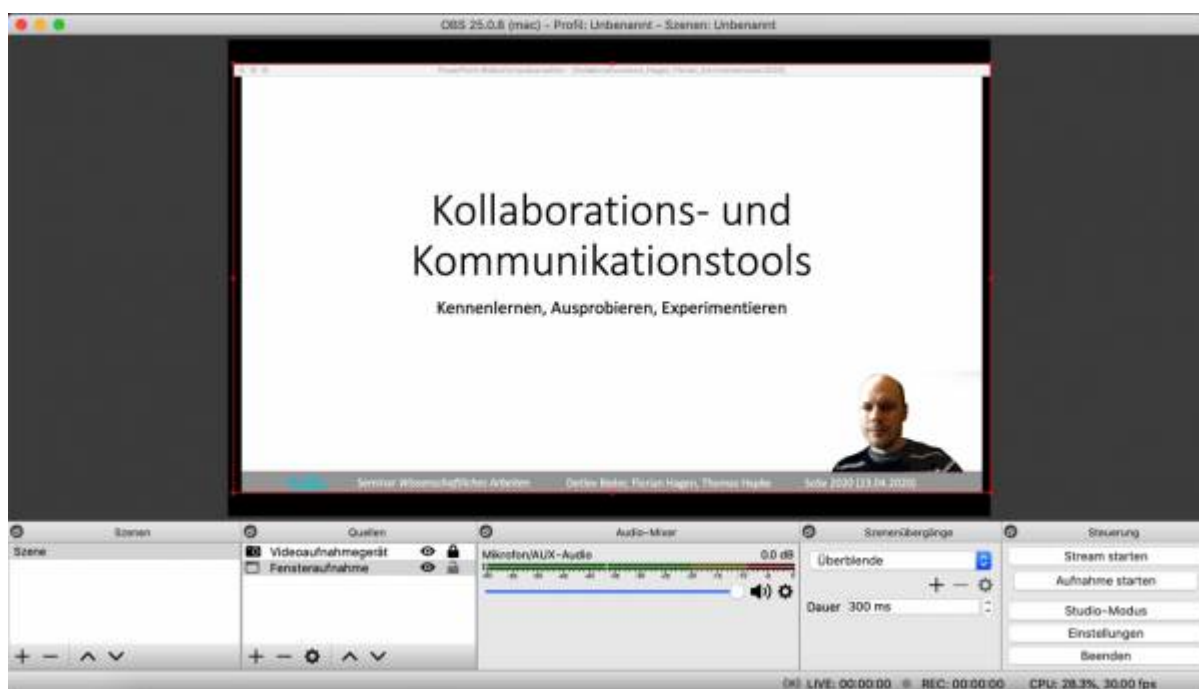 OBS 25.0.8 (mac) - Profil: Unbenannt - Szenen: Unbenannt
Kollaborations- und
Kommunikationstools
Kennenlernen, Ausprobieren, Experimentieren
Seminar Wissenschaftliches Arbeiten Florian Hagen, Thomas Hapke SoSe 2020 (23.04.2020)
Szenen
Szene
Quellen
Videoaufnahmegerät
Fensteraufnahme
Audio-Mixer
Mikrofon/AUX-Audio 0.0 dB
Szenenübergänge
Überblende
Dauer 300 ms
Steuerung
Stream starten
Aufnahme starten
Studio-Modus
Einstellungen
Beenden
LIVE: 00:00:00 REC: 00:00:00 CPU: 28.3%, 30.00 fps